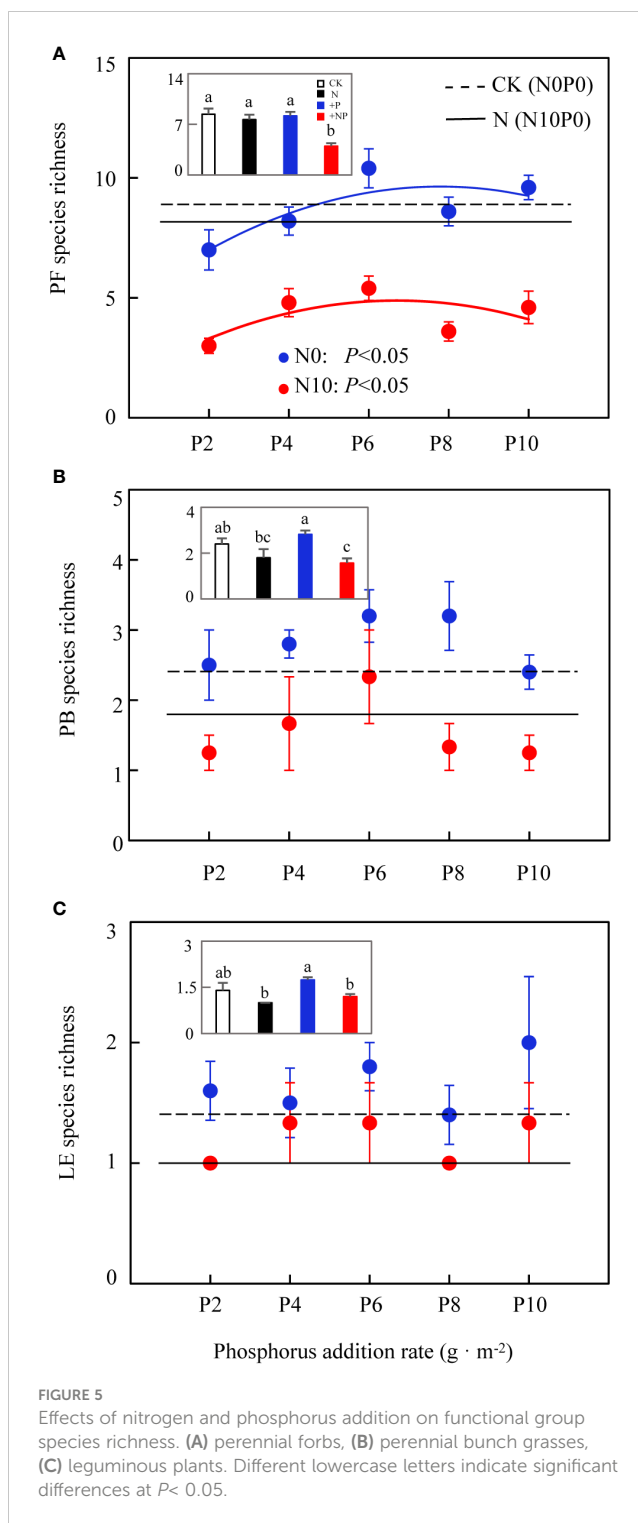 A
15
10
5
0
PF species richness
14
7
0
a a a b
CK
N
+P
+NP
CK (N0P0)
N (N10P0)
N0: P<0.05
N10: P<0.05
P2 P4 P6 P8 P10
B
5
4
3
2
1
0
PB species richness
4
2
0
ab bc a c
P2 P4 P6 P8 P10
C
3
2
1
0
LE species richness
3
1.5
0
ab b a b
P2 P4 P6 P8 P10
Phosphorus addition rate (g · m-2)
FIGURE 5
Effects of nitrogen and phosphorus addition on functional group
species richness. (A) perennial forbs, (B) perennial bunch grasses,
(C) leguminous plants. Different lowercase letters indicate significant
differences at P< 0.05.